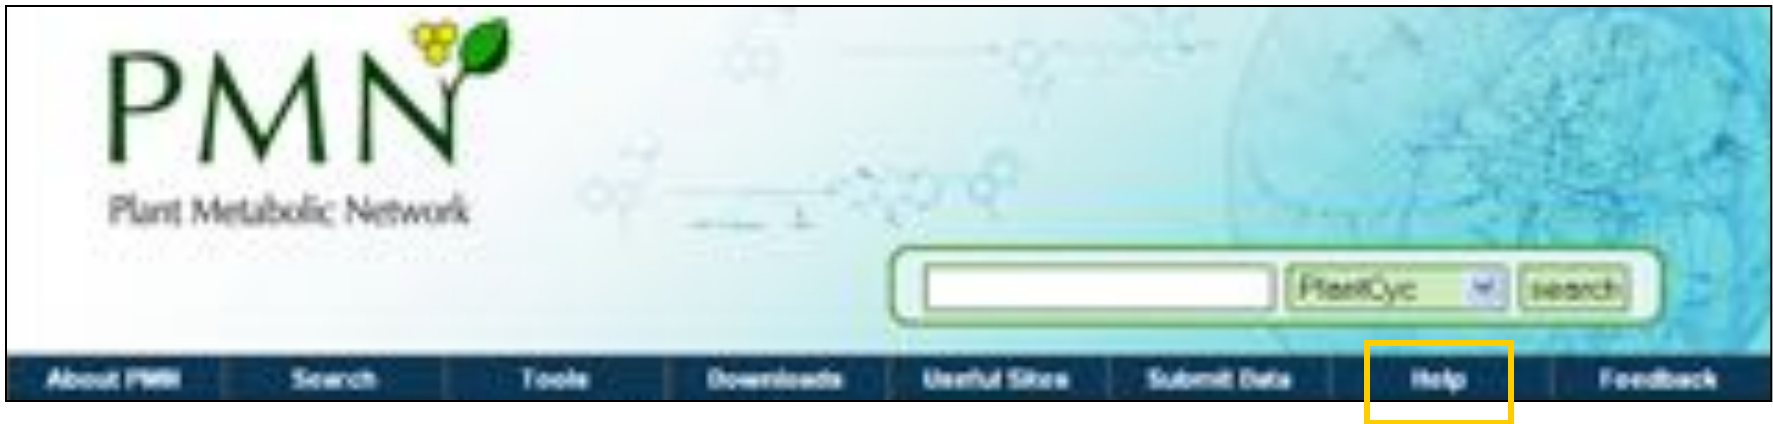 PMN
Plant Metabolic Network
PlantCyc search
About PMN Search Tools Downloads Useful Sites Submit Data Help Feedback